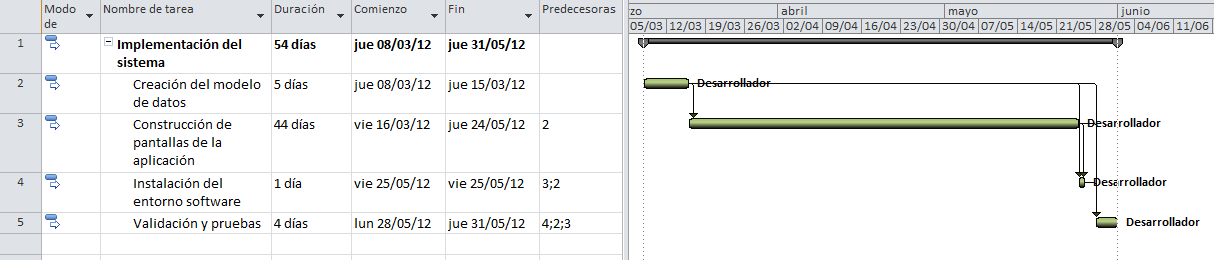 Modo de
Nombre de tarea
Duración
Comienzo
Fin
Predecesoras
zo
abril
mayo
junio
05/03 12/03 19/03 26/03 02/04 09/04 16/04 23/04 30/04 07/05 14/05 21/05 28/05 04/06 11/06
1 Implementación del sistema 54 días jue 08/03/12 jue 31/05/12
2 Creación del modelo de datos 5 días jue 08/03/12 jue 15/03/12
Desarrollador
3 Construcción de pantallas de la aplicación 44 días vie 16/03/12 jue 24/05/12 2
Desarrollador
4 Instalación del entorno software 1 día vie 25/05/12 vie 25/05/12 3;2
Desarrollador
5 Validación y pruebas 4 días lun 28/05/12 jue 31/05/12 4;2;3
Desarrollador